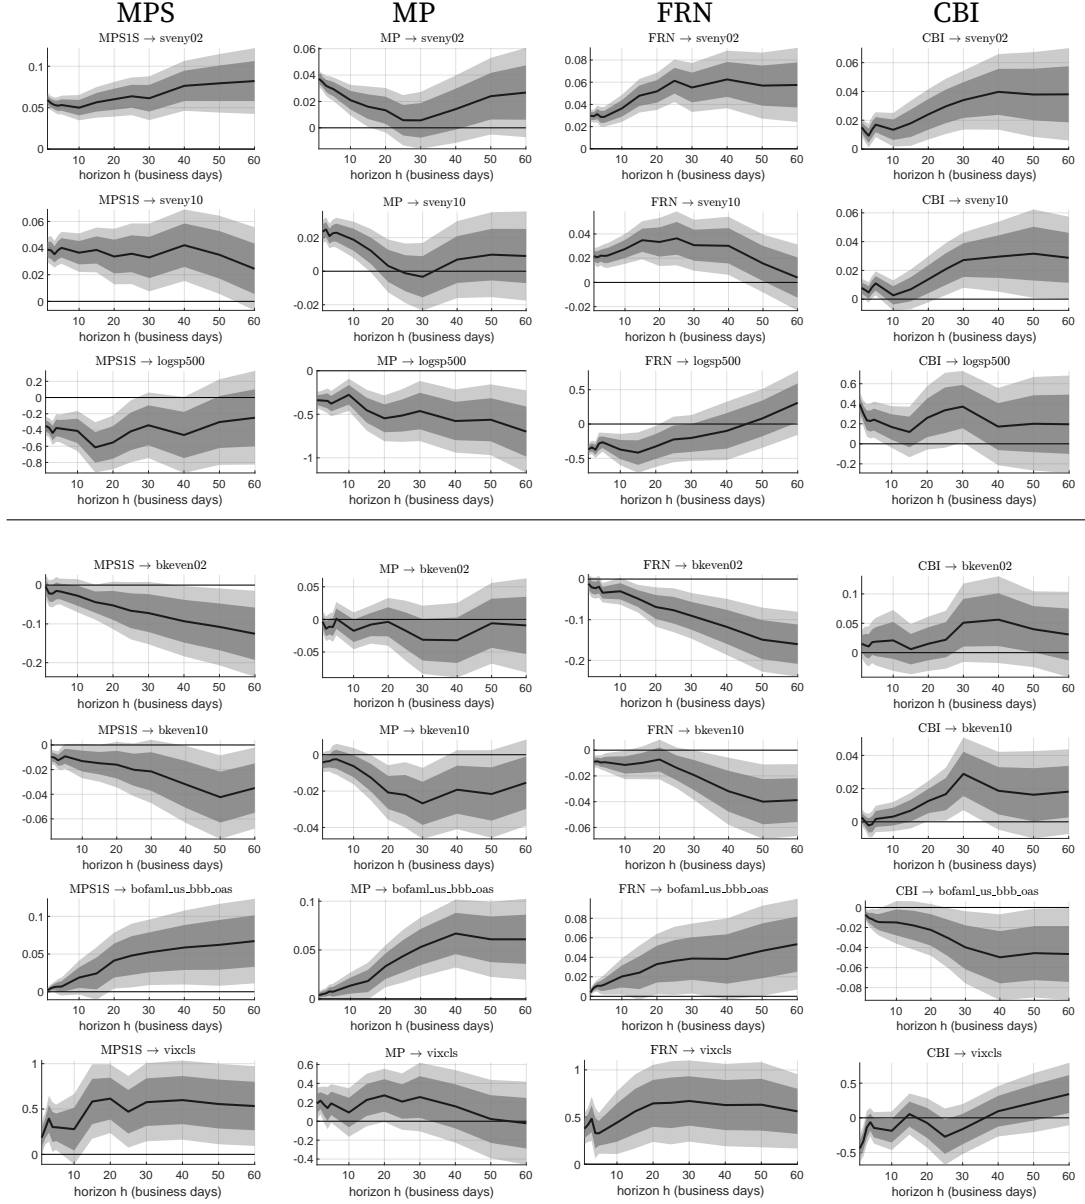 MPS MP FRN CBI
MPS1S → sveny02
0.1
0.05
0
10 20 30 40 50 60
horizon h (business days)
MP → sveny02
0.06
0.04
0.02
0
10 20 30 40 50 60
horizon h (business days)
FRN → sveny02
0.08
0.06
0.04
0.02
10 20 30 40 50 60
horizon h (business days)
CBI → sveny02
0.06
0.04
0.02
0
10 20 30 40 50 60
horizon h (business days)
MPS1S → sveny10
0.06
0.04
0.02
0
10 20 30 40 50 60
horizon h (business days)
MP → sveny10
0.02
0
-0.02
10 20 30 40 50 60
horizon h (business days)
FRN → sveny10
0.04
0.02
0
-0.02
10 20 30 40 50 60
horizon h (business days)
CBI → sveny10
0.06
0.04
0.02
0
10 20 30 40 50 60
horizon h (business days)
MPS1S → logsp500
0.2
0
-0.2
-0.4
-0.6
-0.8
10 20 30 40 50 60
horizon h (business days)
MP → logsp500
0
-0.5
-1
10 20 30 40 50 60
horizon h (business days)
FRN → logsp500
0.5
0
-0.5
10 20 30 40 50 60
horizon h (business days)
CBI → logsp500
0.6
0.4
0.2
0
-0.2
10 20 30 40 50 60
horizon h (business days)
MPS1S → bkeven02
0
-0.1
-0.2
10 20 30 40 50 60
horizon h (business days)
MP → bkeven02
0.05
0
-0.05
10 20 30 40 50 60
horizon h (business days)
FRN → bkeven02
0
-0.1
-0.2
10 20 30 40 50 60
horizon h (business days)
CBI → bkeven02
0.1
0.05
0
10 20 30 40 50 60
horizon h (business days)
MPS1S → bkeven10
0
-0.02
-0.04
-0.06
10 20 30 40 50 60
horizon h (business days)
MP → bkeven10
0
-0.02
-0.04
10 20 30 40 50 60
horizon h (business days)
FRN → bkeven10
0
-0.02
-0.04
-0.06
10 20 30 40 50 60
horizon h (business days)
CBI → bkeven10
0.04
0.02
0
10 20 30 40 50 60
horizon h (business days)
MPS1S → bofaml_us_bbb_oas
0.1
0.05
0
10 20 30 40 50 60
horizon h (business days)
MP → bofaml_us_bbb_oas
0.1
0.05
0
10 20 30 40 50 60
horizon h (business days)
FRN → bofaml_us_bbb_oas
0.08
0.06
0.04
0.02
0
10 20 30 40 50 60
horizon h (business days)
CBI → bofaml_us_bbb_oas
0
-0.02
-0.04
-0.06
-0.08
10 20 30 40 50 60
horizon h (business days)
MPS1S → vixcls
1
0.5
0
10 20 30 40 50 60
horizon h (business days)
MP → vixcls
0.6
0.4
0.2
0
-0.2
-0.4
10 20 30 40 50 60
horizon h (business days)
FRN → vixcls
1
0.5
0
10 20 30 40 50 60
horizon h (business days)
CBI → vixcls
0.5
0
-0.5
10 20 30 40 50 60
horizon h (business days)